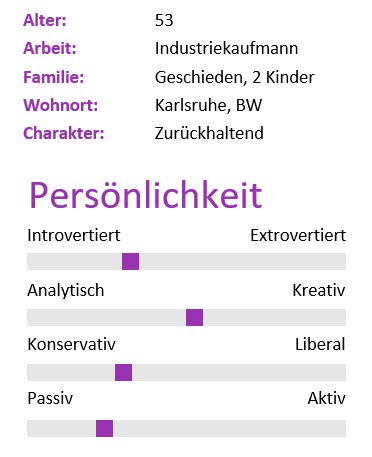 Alter: 53
Arbeit: Industriekaufmann
Familie: Geschieden, 2 Kinder
Wohnort: Karlsruhe, BW
Charakter: Zurückhaltend
Persönlichkeit
Introvertiert Extrovertiert
Analytisch Kreativ
Konservativ Liberal
Passiv Aktiv